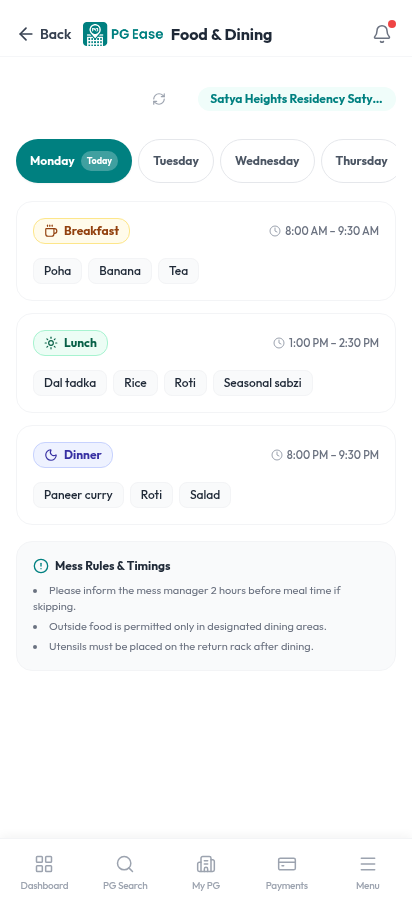 Back PG Ease Food & Dining
Satya Heights Residency Saty...
Monday Today Tuesday Wednesday Thursday
Breakfast 8:00 AM – 9:30 AM
Poha Banana Tea
Lunch 1:00 PM – 2:30 PM
Dal tadka Rice Roti Seasonal sabzi
Dinner 8:00 PM – 9:30 PM
Paneer curry Roti Salad
Mess Rules & Timings
• Please inform the mess manager 2 hours before meal time if
skipping.
• Outside food is permitted only in designated dining areas.
• Utensils must be placed on the return rack after dining.
Dashboard PG Search My PG Payments Menu